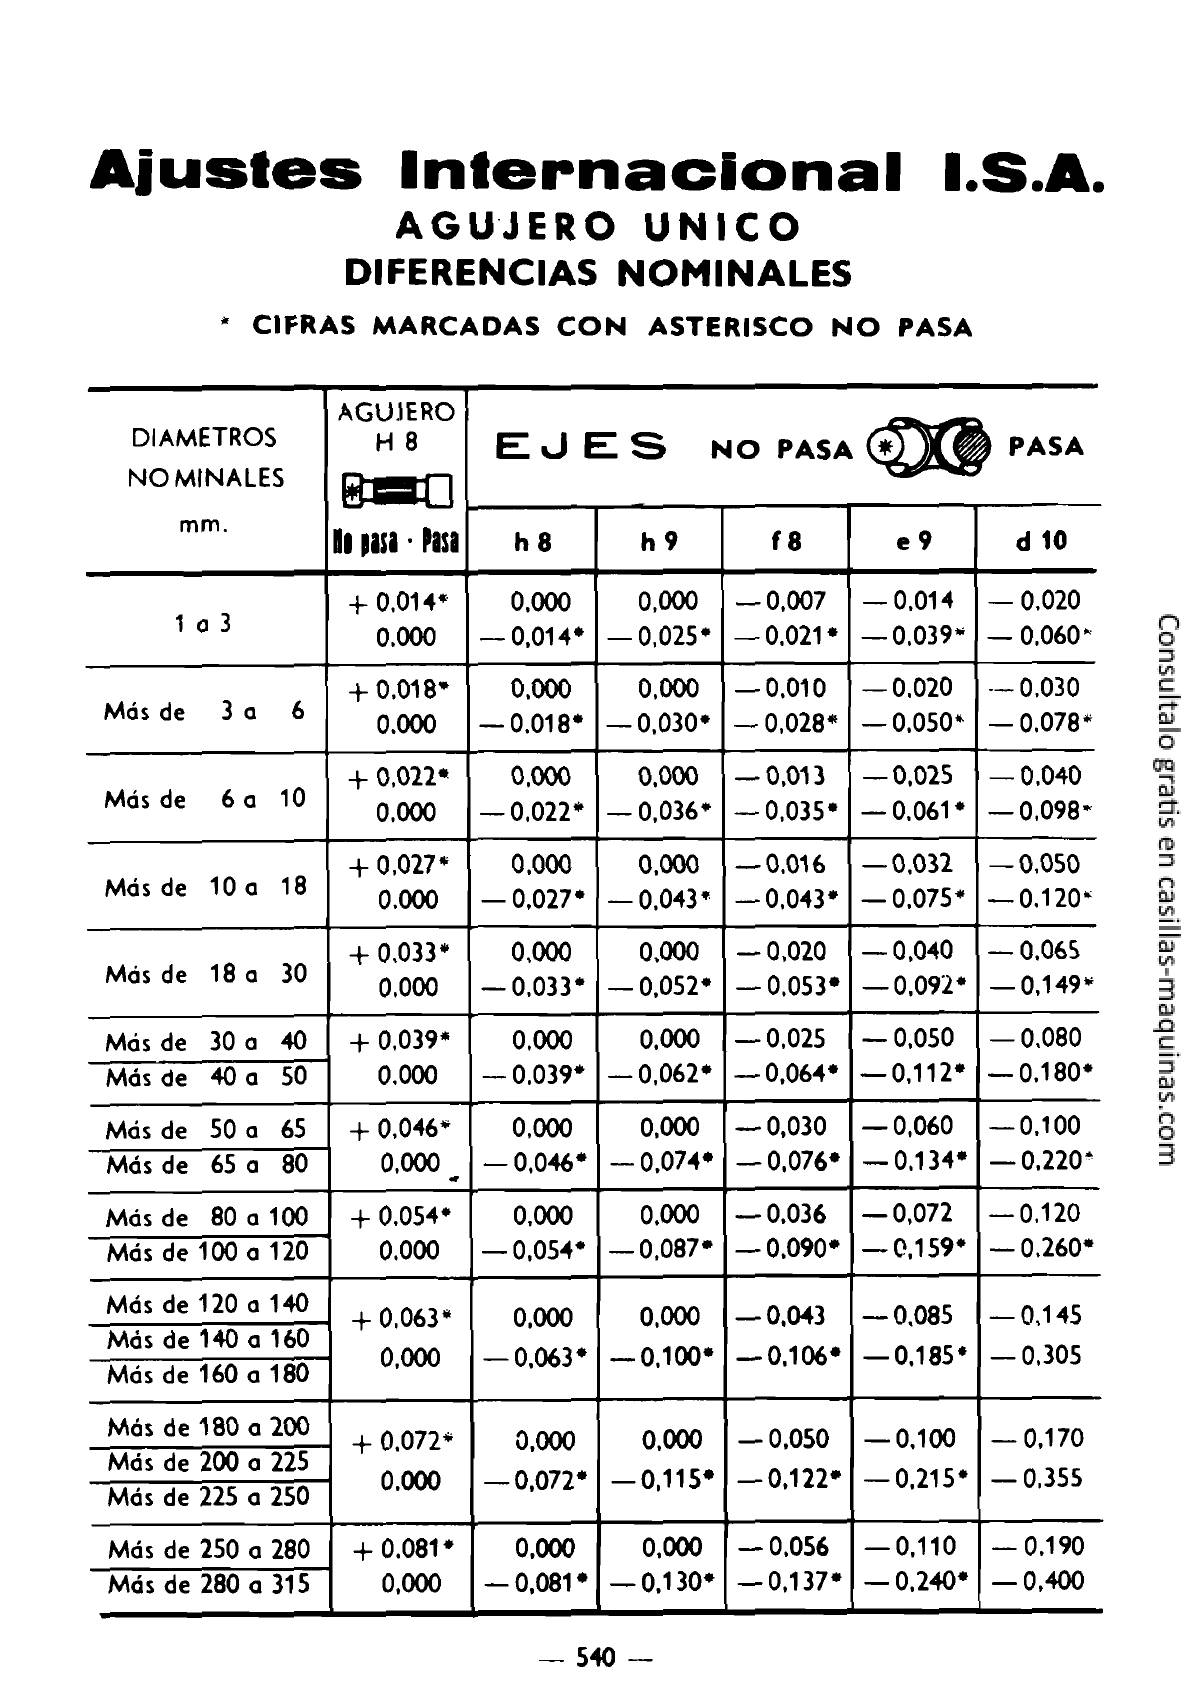 Ajustes Internacional I.S.A.
AGUJERO UNICO
DIFERENCIAS NOMINALES
* CIFRAS MARCADAS CON ASTERISCO NO PASA
DIAMETROS NOMINALES mm.
AGUJERO H 8
No pasa · Pasa
EJES NO PASA * PASA
h 8 h 9 f 8 e 9 d 10
1 a 3 + 0,014* 0,000 0,000 — 0,007 — 0,014 — 0,020
0,000 — 0,014* — 0,025* — 0,021* — 0,039* — 0,060*
Más de 3 a 6 + 0,018* 0,000 0,000 — 0,010 — 0,020 — 0,030
0,000 — 0,018* — 0,030* — 0,028* — 0,050* — 0,078*
Más de 6 a 10 + 0,022* 0,000 0,000 — 0,013 — 0,025 — 0,040
0,000 — 0,022* — 0,036* — 0,035* — 0,061* — 0,098*
Más de 10 a 18 + 0,027* 0,000 0,000 — 0,016 — 0,032 — 0,050
0.000 — 0,027* — 0,043* — 0,043* — 0,075* — 0.120*
Más de 18 a 30 + 0,033* 0,000 0,000 — 0,020 — 0,040 — 0,065
0,000 — 0,033* — 0,052* — 0,053* — 0,092* — 0,149*
Más de 30 a 40 + 0,039* 0,000 0,000 — 0,025 — 0,050 — 0,080
Más de 40 a 50 0.000 — 0,039* — 0,062* — 0,064* — 0,112* — 0,180*
Más de 50 a 65 + 0,046* 0,000 0,000 — 0,030 — 0,060 — 0,100
Más de 65 a 80 0,000 — 0,046* — 0,074* — 0,076* — 0,134* — 0,220*
Más de 80 a 100 + 0,054* 0,000 0,000 — 0,036 — 0,072 — 0,120
Más de 100 a 120 0,000 — 0,054* — 0,087* — 0,090* — 0,159* — 0.260*
Más de 120 a 140
Más de 140 a 160
Más de 160 a 180
+ 0,063* 0,000 0,000 — 0,043 — 0,085 — 0,145
0,000 — 0,063* — 0,100* — 0,106* — 0,185* — 0,305
Más de 180 a 200
Más de 200 a 225
Más de 225 a 250
+ 0,072* 0,000 0,000 — 0,050 — 0,100 — 0,170
0.000 — 0,072* — 0,115* — 0,122* — 0,215* — 0,355
Más de 250 a 280 + 0.081* 0,000 0,000 — 0,056 — 0,110 — 0,190
Más de 280 a 315 0,000 — 0,081* — 0,130* — 0,137* — 0,240* — 0,400
— 540 —
Consultalo gratis en casillas-maquinas.com